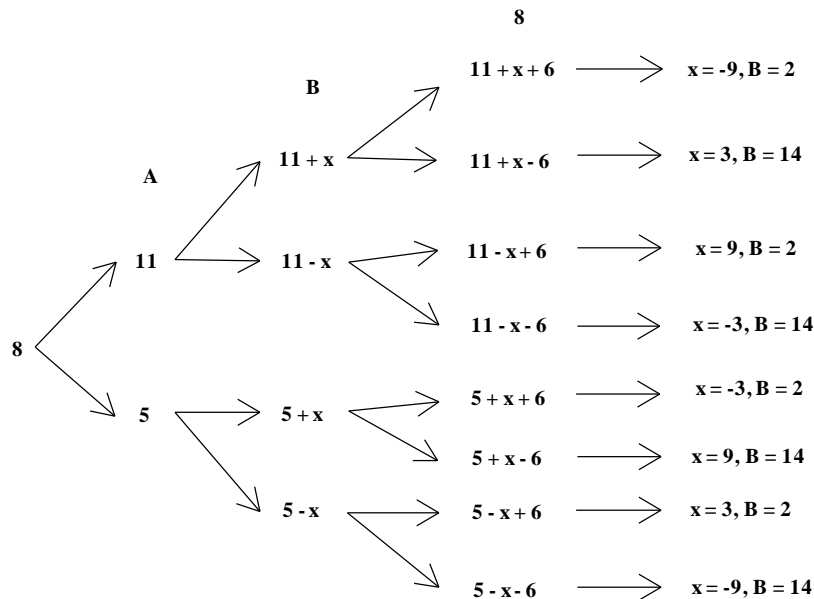 8
11 + x + 6 x = -9, B = 2
B
11 + x 11 + x - 6 x = 3, B = 14
A
11 11 - x 11 - x + 6 x = 9, B = 2
11 - x - 6 x = -3, B = 14
8
5 5 + x 5 + x + 6 x = -3, B = 2
5 + x - 6 x = 9, B = 14
5 - x 5 - x + 6 x = 3, B = 2
5 - x - 6 x = -9, B = 14